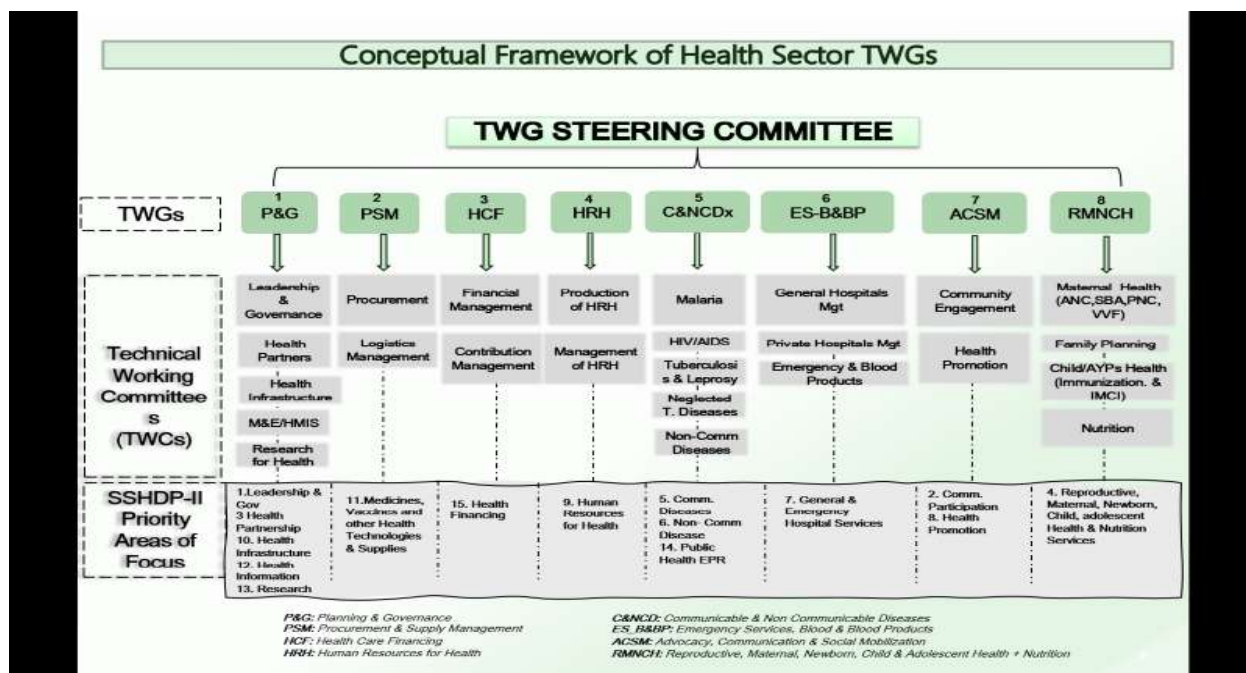 Conceptual Framework of Health Sector TWGs
TWG STEERING COMMITTEE
TWGs
1
P&G
2
PSM
3
HCF
4
HRH
5
C&NCDx
6
ES-B&BP
7
ACSM
8
RMNCH
Technical
Working
Committee
s
(TWCs)
Leadership
&
Governance
Health
Partners
Health
Infrastructure
M&E/HMIS
Research
for Health
Procurement
Logistics
Management
Financial
Management
Contribution
Management
Production
of HRH
Management
of HRH
Malaria
HIV/AIDS
Tuberculosi
s & Leprosy
Neglected
T. Diseases
Non-Comm
Diseases
General Hospitals
Mgt
Private Hospitals Mgt
Emergency & Blood
Products
Community
Engagement
Health
Promotion
Maternal Health
(ANC,SBA,PNC,
VVF)
Family Planning
Child/AYPs Health
(Immunization. &
IMCI)
Nutrition
SSHDP-II
Priority
Areas of
Focus
1.Leadership &
Gov
3 Health
Partnership
10. Health
Infrastructure
12. Health
Information
13. Research
11.Medicines,
Vaccines and
other Health
Technologies
& Supplies
15. Health
Financing
9. Human
Resources
for Health
5. Comm.
Diseases
6. Non- Comm
Disease
14. Public
Health EPR
7. General &
Emergency
Hospital Services
2. Comm.
Participation
8. Health
Promotion
4. Reproductive,
Maternal, Newborn,
Child, adolescent
Health & Nutrition
Services
P&G: Planning & Governance
PSM: Procurement & Supply Management
HCF: Health Care Financing
HRH: Human Resources for Health
C&NCD: Communicable & Non Communicable Diseases
ES_B&BP: Emergency Services, Blood & Blood Products
ACSM: Advocacy, Communication & Social Mobilization
RMNCH: Reproductive, Maternal, Newborn, Child & Adolescent Health + Nutrition